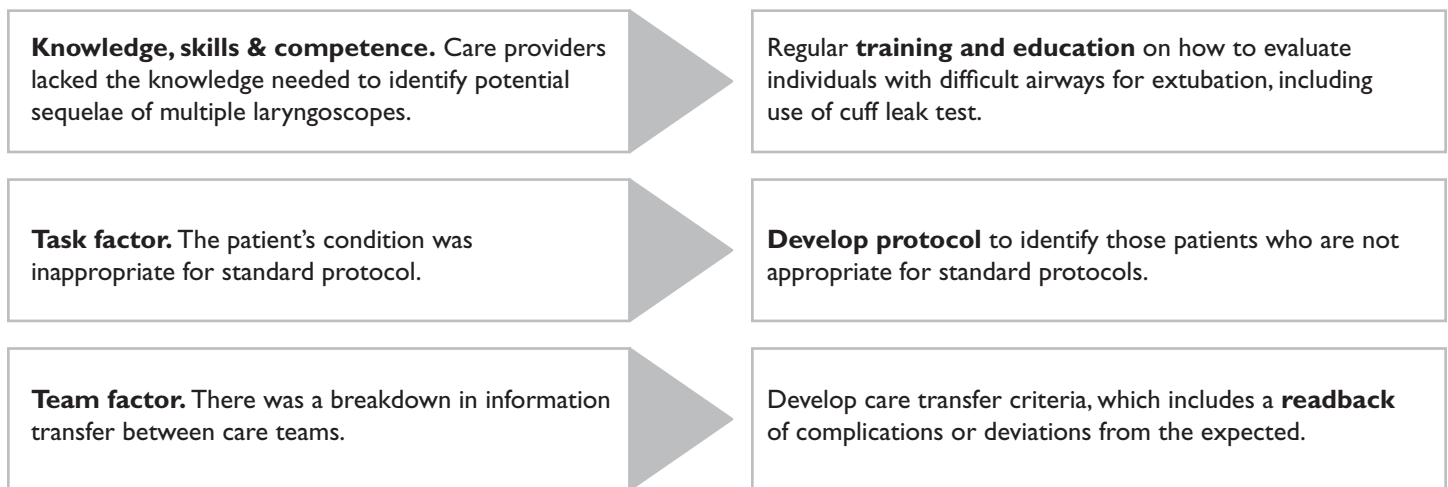 Knowledge, skills & competence. Care providers
lacked the knowledge needed to identify potential
sequelae of multiple laryngoscopes.
Regular training and education on how to evaluate
individuals with difficult airways for extubation, including
use of cuff leak test.
Task factor. The patient's condition was
inappropriate for standard protocol.
Develop protocol to identify those patients who are not
appropriate for standard protocols.
Team factor. There was a breakdown in information
transfer between care teams.
Develop care transfer criteria, which includes a readback
of complications or deviations from the expected.